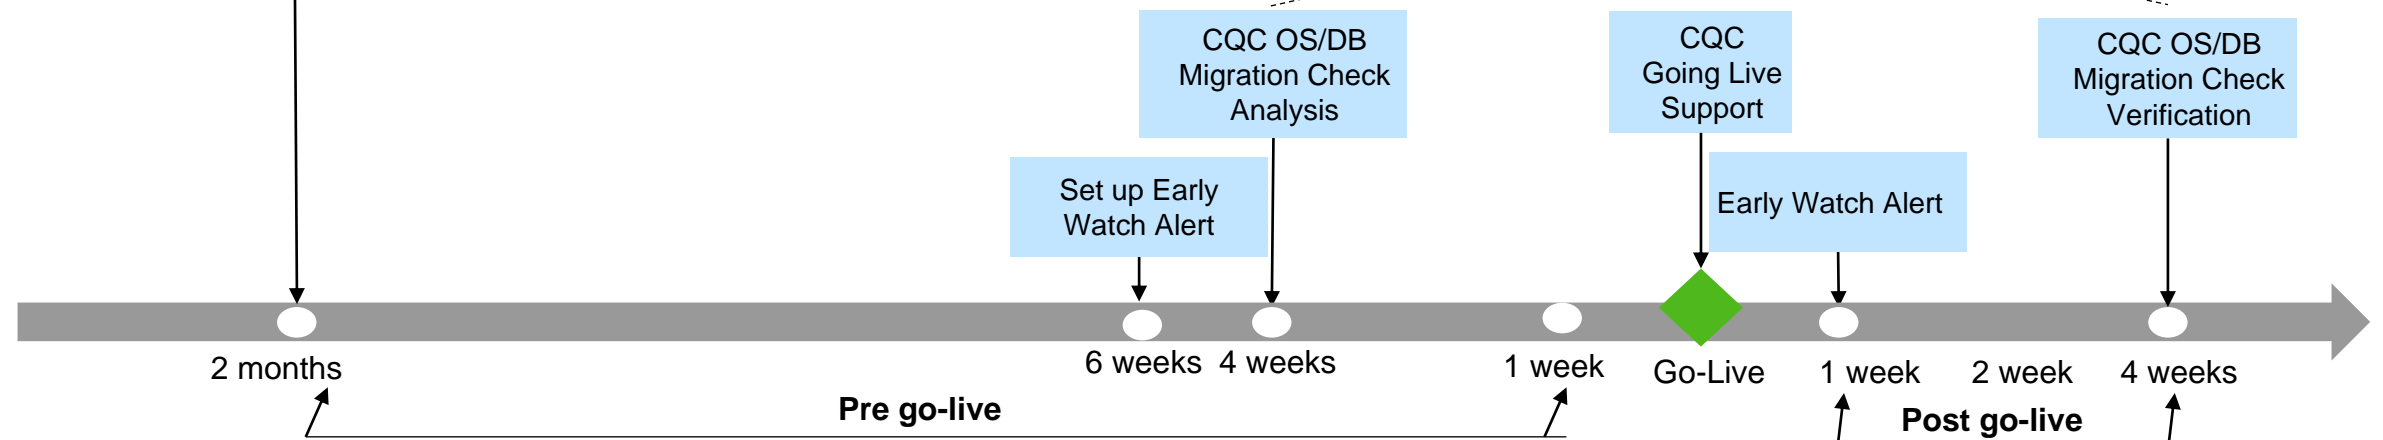 CQC OS/DB
Migration Check
Analysis
CQC
Going Live
Support
CQC OS/DB
Migration Check
Verification
Set up Early
Watch Alert
Early Watch Alert
2 months
6 weeks
4 weeks
1 week
Go-Live
1 week
2 week
4 weeks
Pre go-live
Post go-live